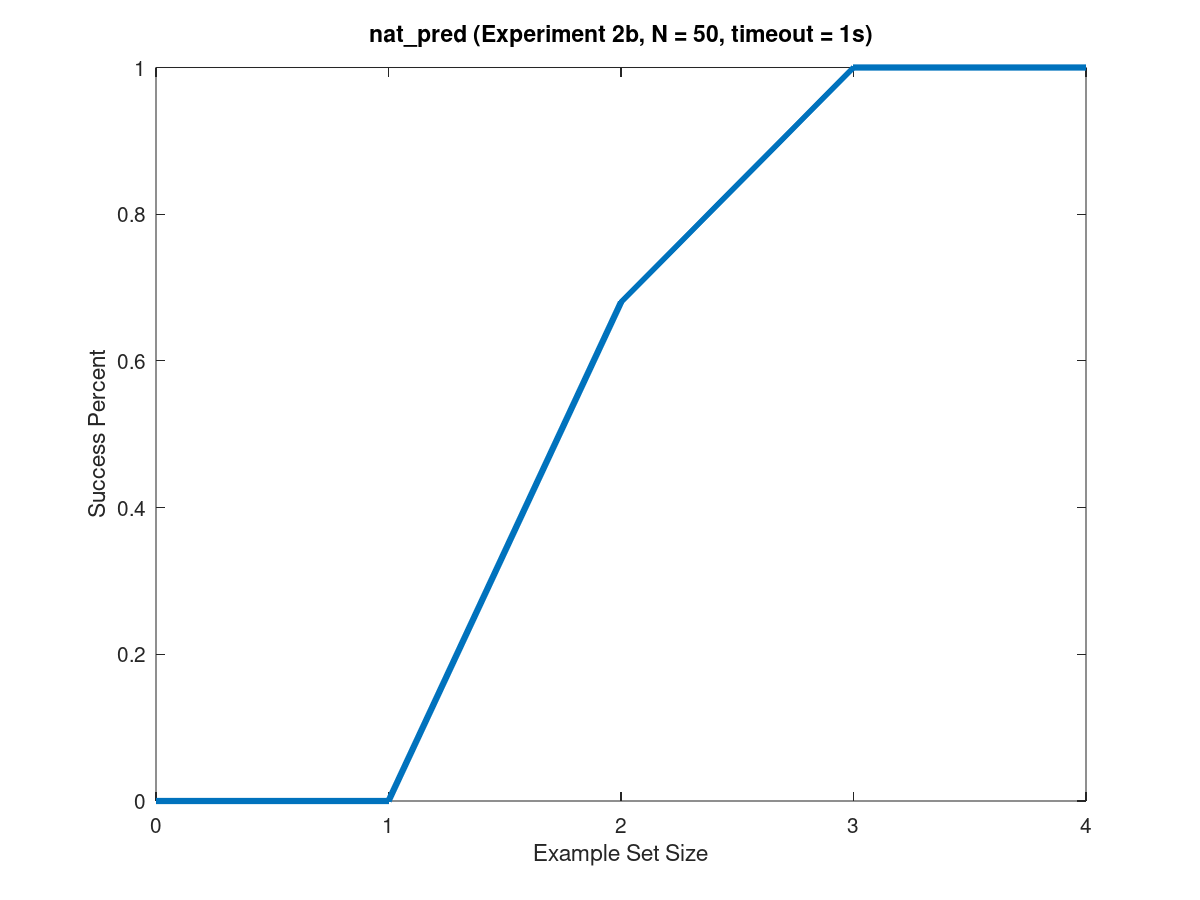 nat_pred (Experiment 2b, N = 50, timeout = 1s)
1
0.8
0.6
0.4
0.2
0
Success Percent
0 1 2 3 4
Example Set Size